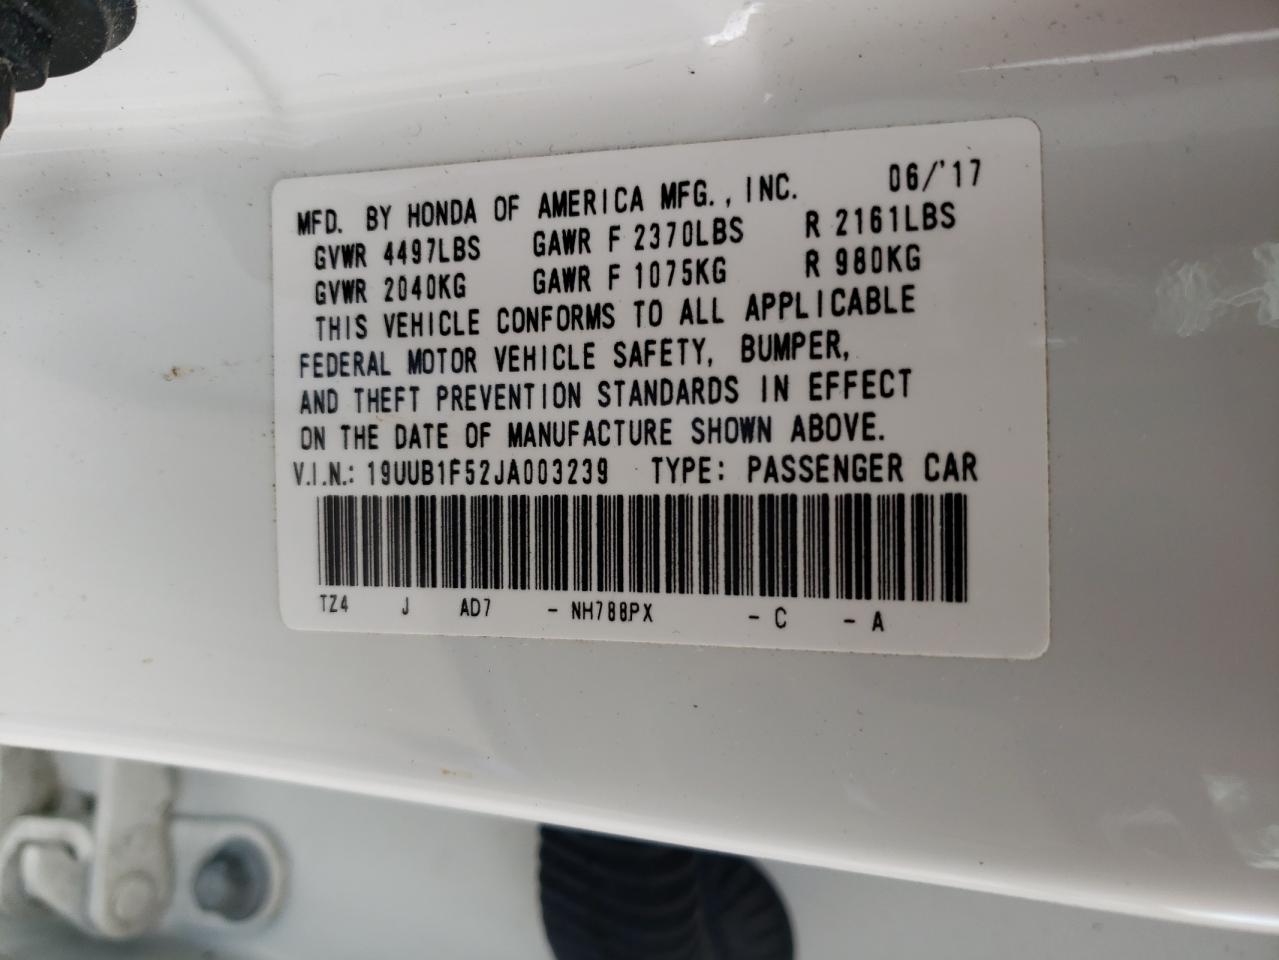 MFD. BY HONDA OF AMERICA MFG., INC. 06/'17
GVWR 4497LBS GAWR F 2370LBS R 2161LBS
GVWR 2040KG GAWR F 1075KG R 980KG
THIS VEHICLE CONFORMS TO ALL APPLICABLE
FEDERAL MOTOR VEHICLE SAFETY, BUMPER,
AND THEFT PREVENTION STANDARDS IN EFFECT
ON THE DATE OF MANUFACTURE SHOWN ABOVE.
V.I.N.: 19UUB1F52JA003239 TYPE: PASSENGER CAR
TZ4 J AD7 - NH788PX - C - A